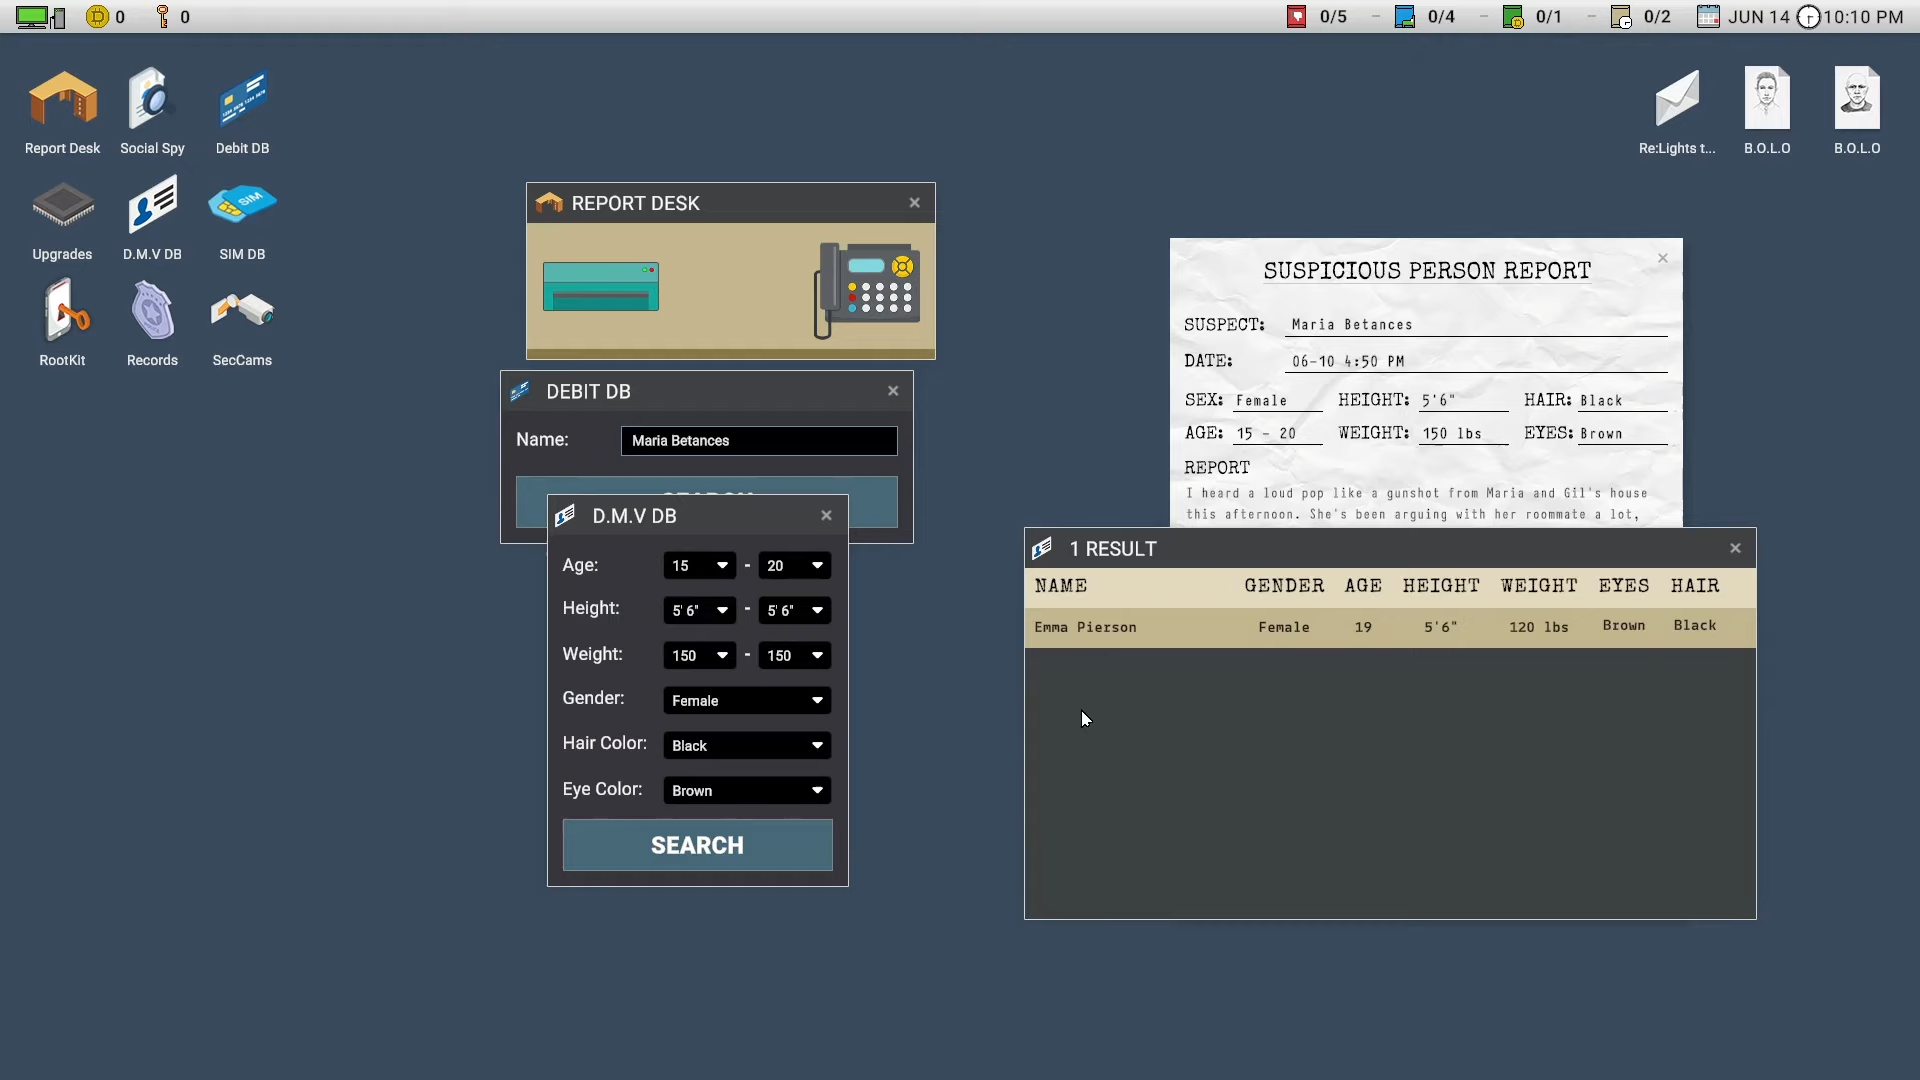 0
0
0/5
0/4
0/1
0/2
JUN 14
10:10 PM
Report Desk
Social Spy
Debit DB
Upgrades
D.M.V DB
SIM DB
SIM
RootKit
Records
SecCams
Re:Lights t...
B.O.L.O
B.O.L.O
REPORT DESK
DEBIT DB
Name: Maria Betances
D.M.V DB
Age: 15 - 20
Height: 5' 6" - 5' 6"
Weight: 150 - 150
Gender: Female
Hair Color: Black
Eye Color: Brown
SEARCH
SUSPICIOUS PERSON REPORT
SUSPECT: Maria Betances
DATE: 06-10 4:50 PM
SEX: Female HEIGHT: 5'6" HAIR: Black
AGE: 15 - 20 WEIGHT: 150 lbs EYES: Brown
REPORT
I heard a loud pop like a gunshot from Maria and Gil's house
this afternoon. She's been arguing with her roommate a lot,
1 RESULT
NAME GENDER AGE HEIGHT WEIGHT EYES HAIR
Emma Pierson Female 19 5'6" 120 lbs Brown Black